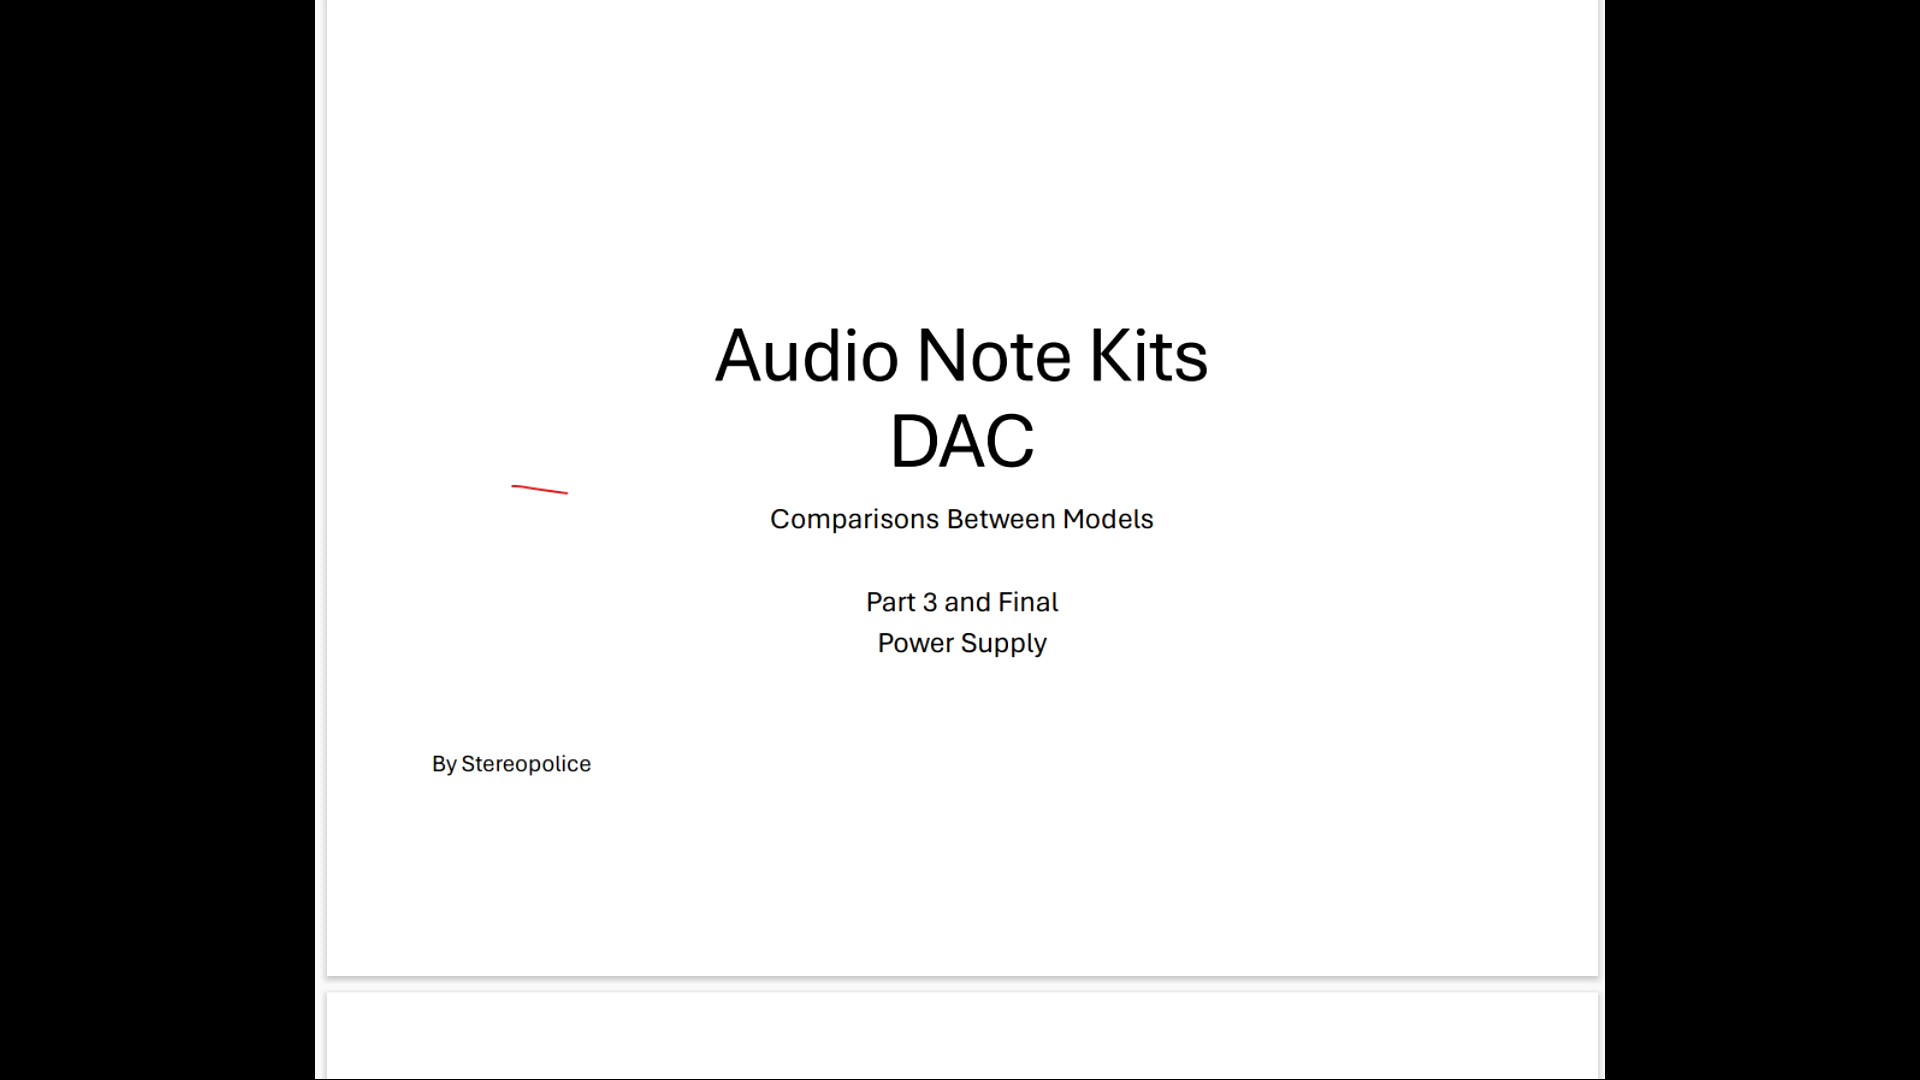 Audio Note Kits
DAC
Comparisons Between Models
Part 3 and Final
Power Supply
By Stereopolice